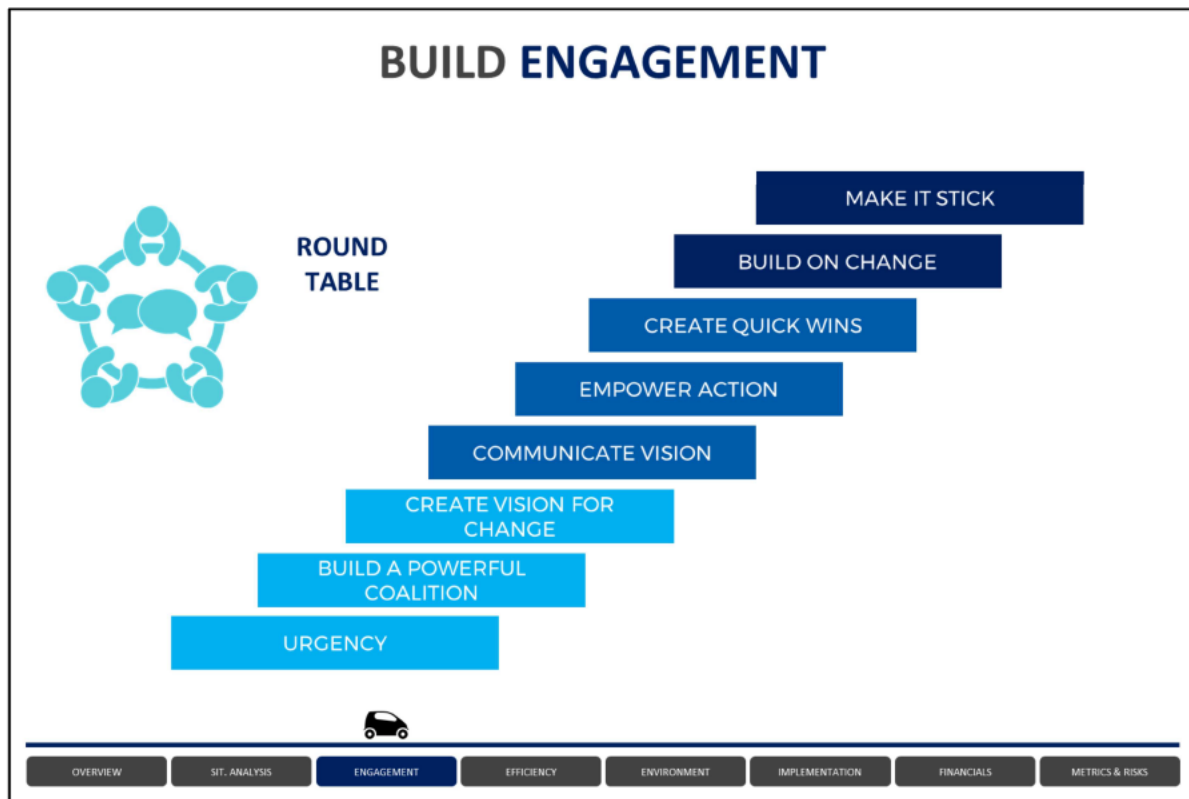 BUILD ENGAGEMENT
ROUND
TABLE
MAKE IT STICK
BUILD ON CHANGE
CREATE QUICK WINS
EMPOWER ACTION
COMMUNICATE VISION
CREATE VISION FOR
CHANGE
BUILD A POWERFUL
COALITION
URGENCY
OVERVIEW
SIT. ANALYSIS
ENGAGEMENT
EFFICIENCY
ENVIRONMENT
IMPLEMENTATION
FINANCIALS
METRICS & RISKS